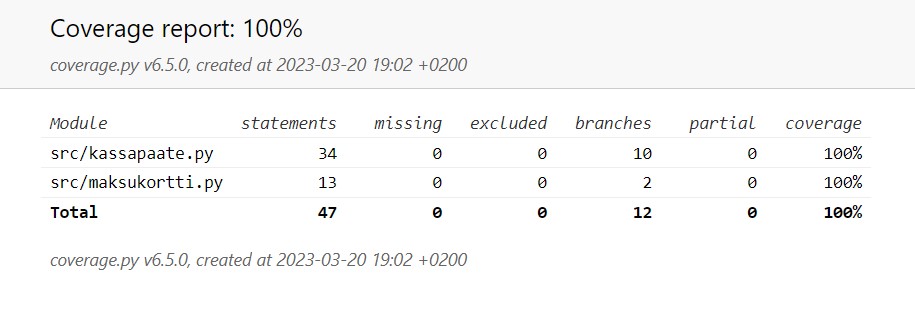 Coverage report: 100%
coverage.py v6.5.0, created at 2023-03-20 19:02 +0200
Module statements missing excluded branches partial coverage
src/kassapaate.py 34 0 0 10 0 100%
src/maksukortti.py 13 0 0 2 0 100%
Total 47 0 0 12 0 100%
coverage.py v6.5.0, created at 2023-03-20 19:02 +0200